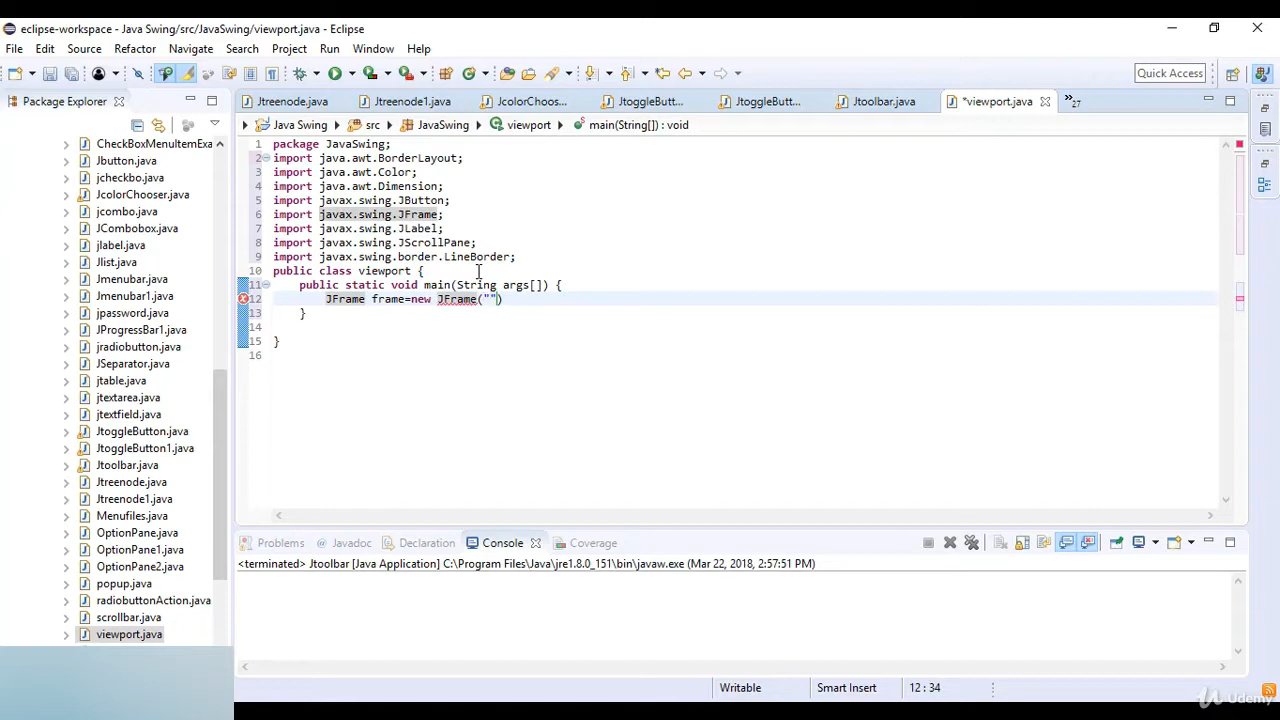 eclipse-workspace - Java Swing/src/JavaSwing/viewport.java - Eclipse
File Edit Source Refactor Navigate Search Project Run Window Help
Quick Access
Package Explorer
Jtreenode.java Jtreenode1.java JcolorChoos... JtoggleButt... JtoggleButt... Jtoolbar.java *viewport.java »27
Java Swing src JavaSwing viewport main(String[]) : void
CheckBoxMenuItemExa
Jbutton.java
jcheckbo.java
JcolorChooser.java
jcombo.java
JCombobox.java
jlabel.java
Jlist.java
Jmenubar.java
Jmenubar1.java
jpassword.java
JProgressBar1.java
jradiobutton.java
JSeparator.java
jtable.java
jtextarea.java
jtextfield.java
JtoggleButton.java
JtoggleButton1.java
Jtoolbar.java
Jtreenode.java
Jtreenode1.java
Menufiles.java
OptionPane.java
OptionPane1.java
OptionPane2.java
popup.java
radiobuttonAction.java
scrollbar.java
viewport.java
1 package JavaSwing;
2 import java.awt.BorderLayout;
3 import java.awt.Color;
4 import java.awt.Dimension;
5 import javax.swing.JButton;
6 import javax.swing.JFrame;
7 import javax.swing.JLabel;
8 import javax.swing.JScrollPane;
9 import javax.swing.border.LineBorder;
10 public class viewport {
11 public static void main(String args[]) {
12 JFrame frame=new JFrame("")
13 }
14
15 }
16
Problems Javadoc Declaration Console Coverage
<terminated> Jtoolbar [Java Application] C:\Program Files\Java\jre1.8.0_151\bin\javaw.exe (Mar 22, 2018, 2:57:51 PM)
Writable Smart Insert 12 : 34
Udemy